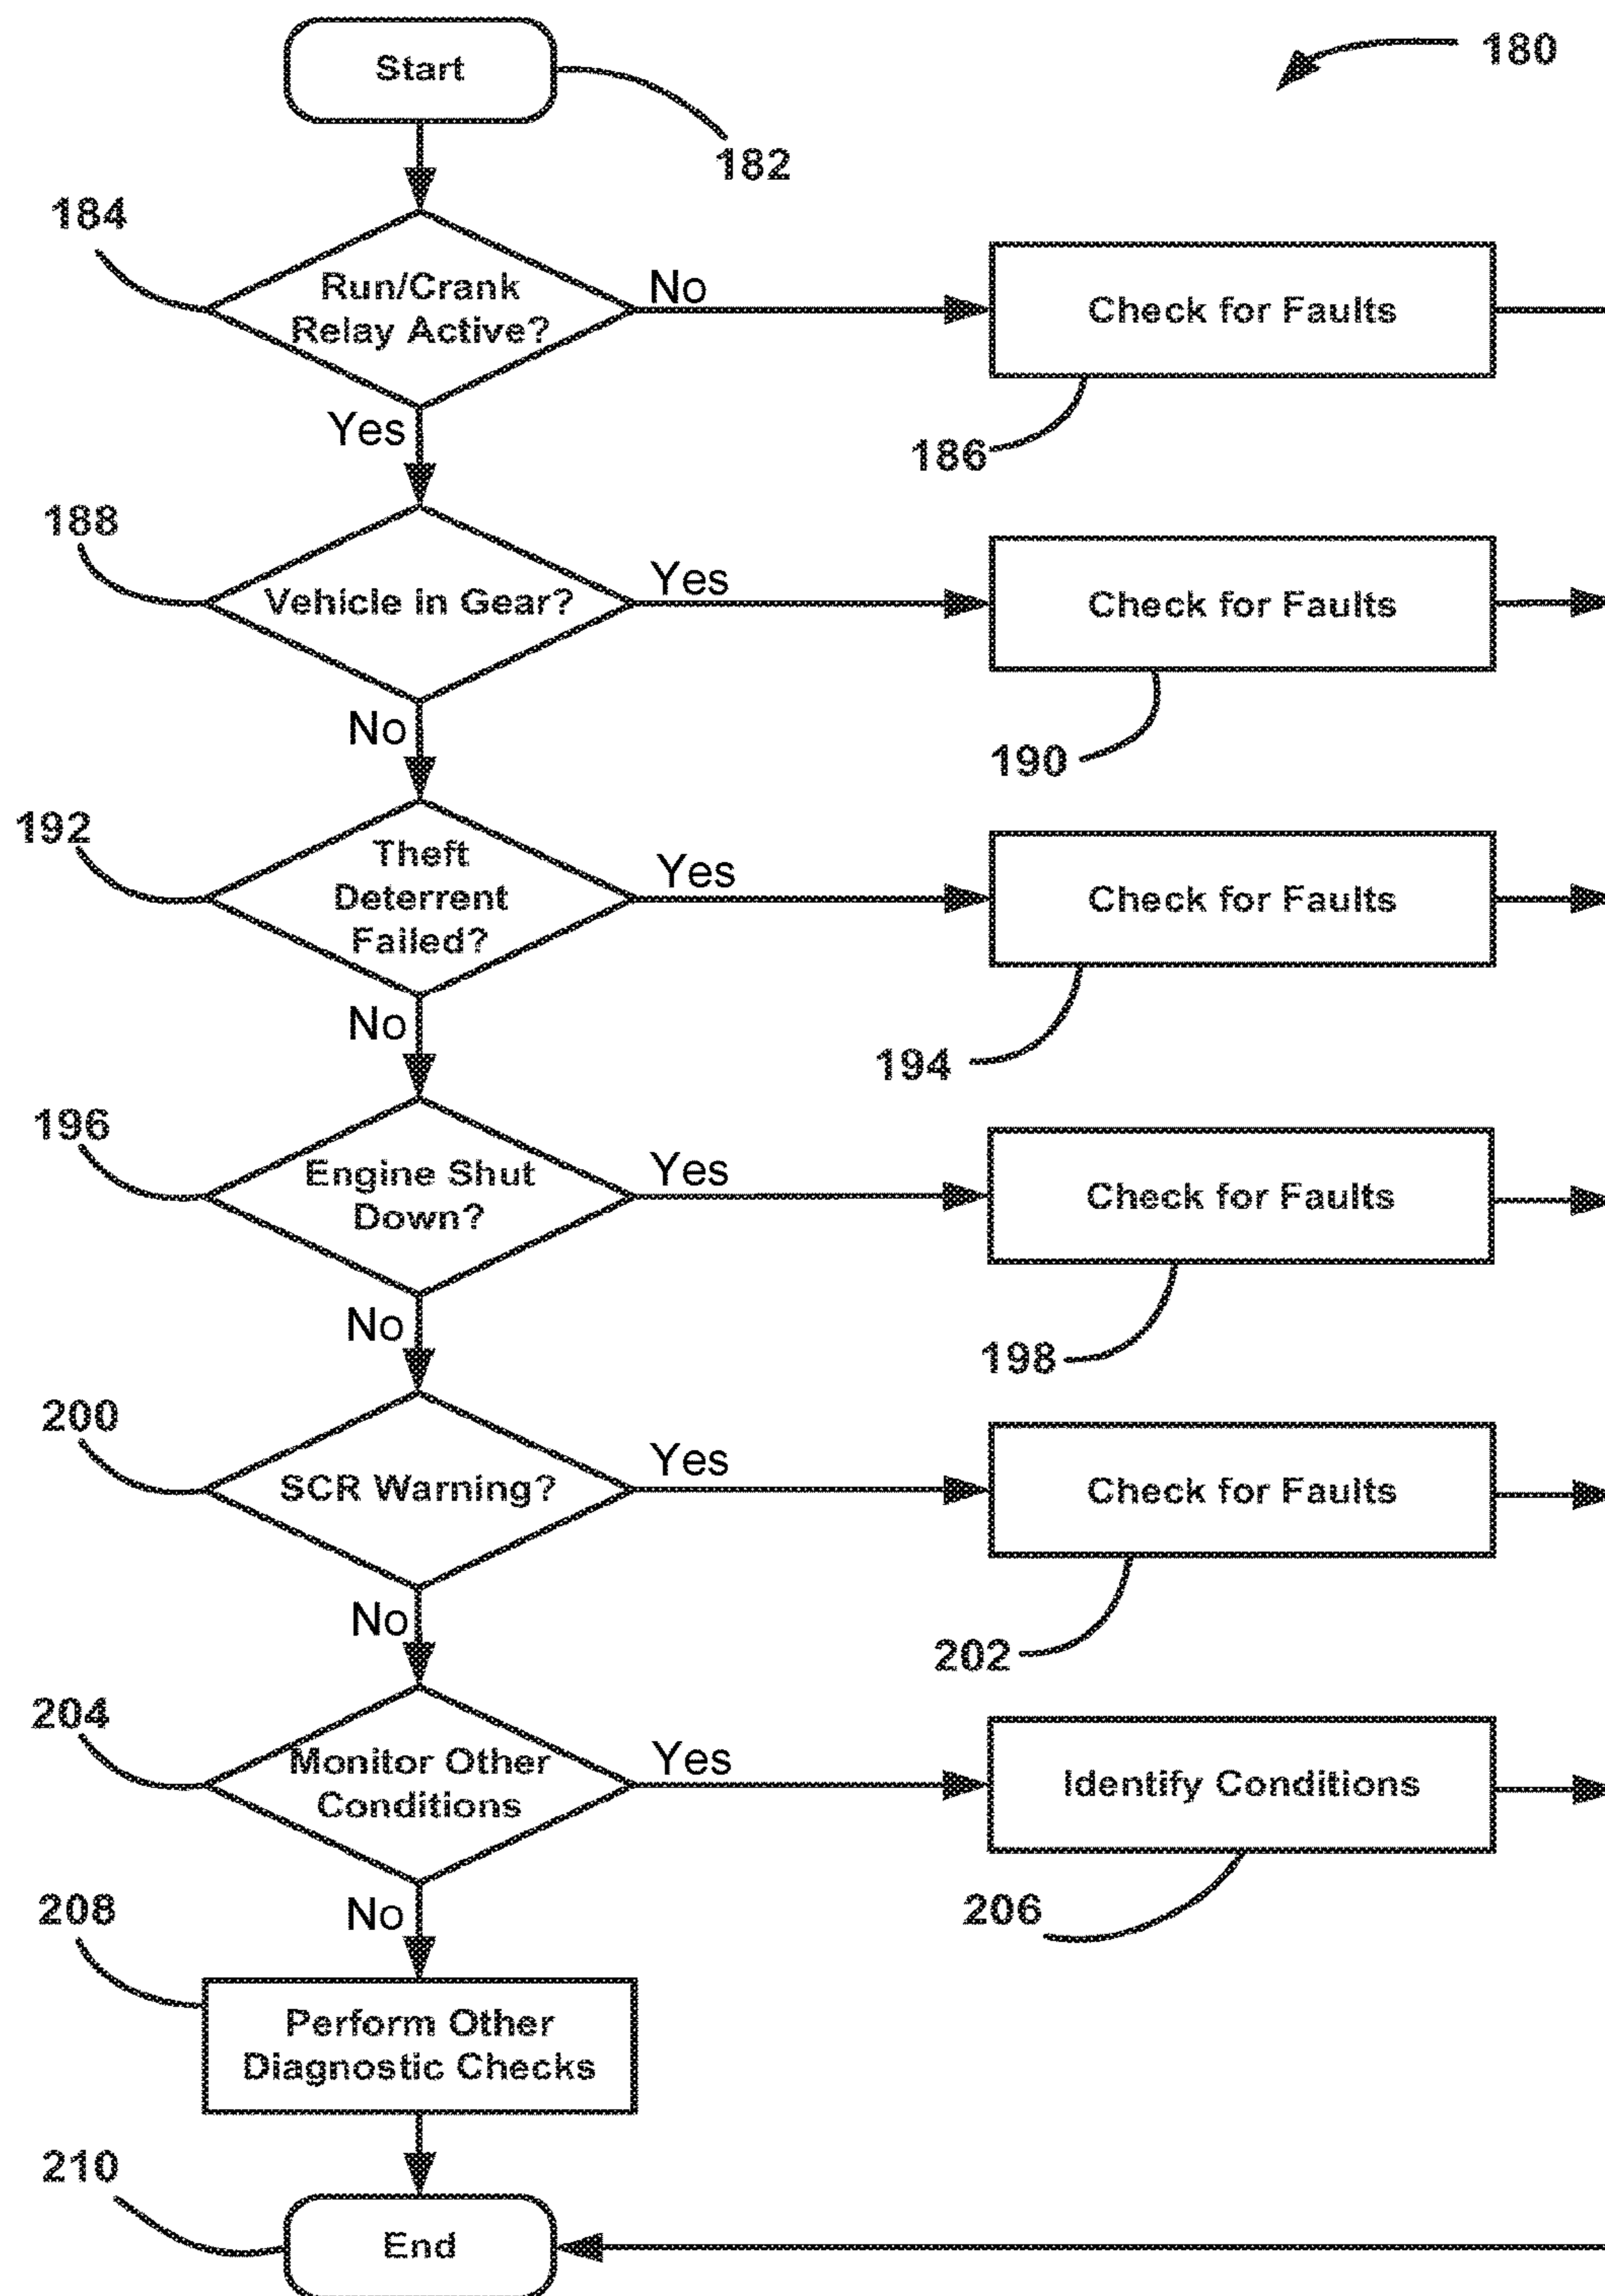 Start
180
182
184
Run/Crank
Relay Active?
No
Check for Faults
186
Yes
188
Vehicle in Gear?
Yes
Check for Faults
190
No
192
Theft
Deterrent
Failed?
Yes
Check for Faults
194
No
196
Engine Shut
Down?
Yes
Check for Faults
198
No
200
SCR Warning?
Yes
Check for Faults
202
No
204
Monitor Other
Conditions
Yes
Identify Conditions
206
No
208
Perform Other
Diagnostic Checks
210
End